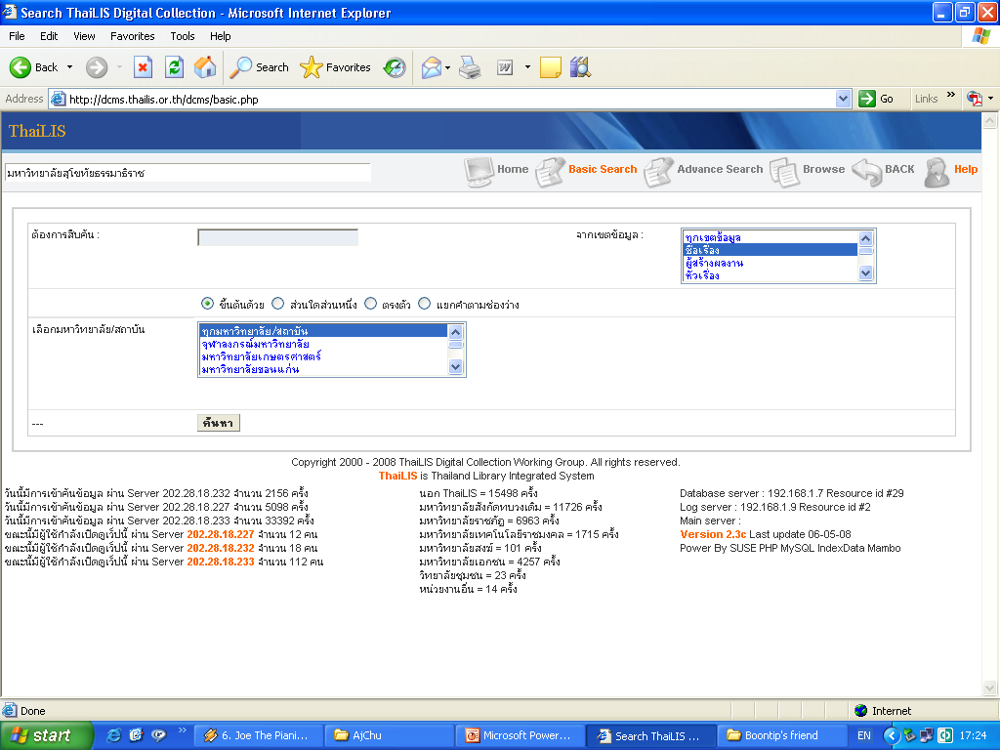 Search ThaiLIS Digital Collection - Microsoft Internet Explorer
File Edit View Favorites Tools Help
Back Search Favorites
Address http://dcms.thailis.or.th/dcms/basic.php Go Links
ThaiLIS
มหาวิทยาลัยสุโขทัยธรรมาธิราช Home Basic Search Advance Search Browse BACK Help
ต้องการสืบค้น : จากเขตข้อมูล : ทุกเขตข้อมูล
ชื่อเรื่อง
ผู้สร้างผลงาน
หัวเรื่อง
ขึ้นต้นด้วย ส่วนใดส่วนหนึ่ง ตรงตัว แยกคำตามช่องว่าง
เลือกมหาวิทยาลัย/สถาบัน ทุกมหาวิทยาลัย/สถาบัน
จุฬาลงกรณ์มหาวิทยาลัย
มหาวิทยาลัยเกษตรศาสตร์
มหาวิทยาลัยขอนแก่น
--- ค้นหา
Copyright 2000 - 2008 ThaiLIS Digital Collection Working Group. All rights reserved.
ThaiLIS is Thailand Library Integrated System
วันนี้มีการเข้าค้นข้อมูล ผ่าน Server 202.28.18.232 จำนวน 2156 ครั้ง
วันนี้มีการเข้าค้นข้อมูล ผ่าน Server 202.28.18.227 จำนวน 5098 ครั้ง
วันนี้มีการเข้าค้นข้อมูล ผ่าน Server 202.28.18.233 จำนวน 33392 ครั้ง
ขณะนี้มีผู้ใช้กำลังเปิดดูเว็ปนี้ ผ่าน Server 202.28.18.227 จำนวน 12 คน
ขณะนี้มีผู้ใช้กำลังเปิดดูเว็ปนี้ ผ่าน Server 202.28.18.232 จำนวน 18 คน
ขณะนี้มีผู้ใช้กำลังเปิดดูเว็ปนี้ ผ่าน Server 202.28.18.233 จำนวน 112 คน
นอก ThaiLIS = 15498 ครั้ง
มหาวิทยาลัยสังกัดทบวงเดิม = 11726 ครั้ง
มหาวิทยาลัยราชภัฏ = 6963 ครั้ง
มหาวิทยาลัยเทคโนโลยีราชมงคล = 1715 ครั้ง
มหาวิทยาลัยสงฆ์ = 101 ครั้ง
มหาวิทยาลัยเอกชน = 4257 ครั้ง
วิทยาลัยชุมชน = 23 ครั้ง
หน่วยงานอื่น = 14 ครั้ง
Database server : 192.168.1.7 Resource id #29
Log server : 192.168.1.9 Resource id #2
Main server :
Version 2.3c Last update 06-05-08
Power By SUSE PHP MySQL IndexData Mambo
Done Internet
start 6. Joe The Piani... AjChu Microsoft Power... Search ThaiLIS ... Boontip's friend EN 17:24